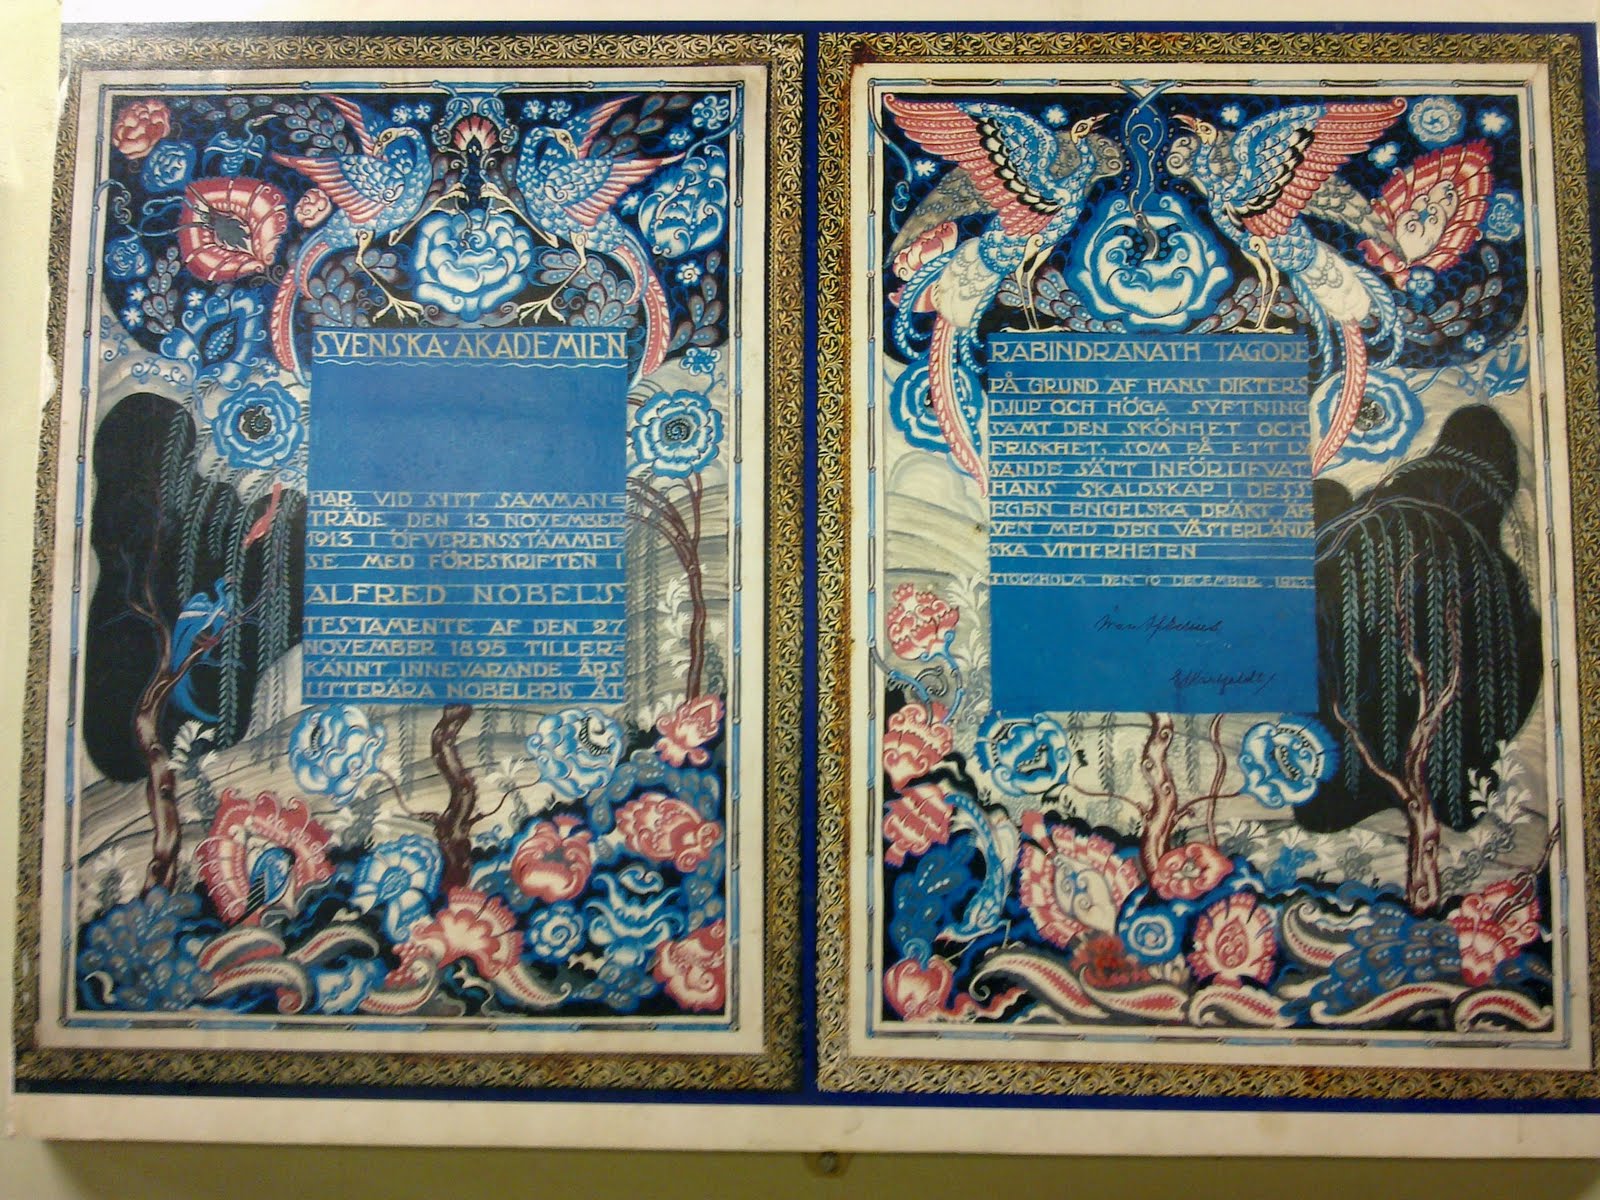 SVENSKA·AKADEMIEN
HAR, VID SITT SAMMAN=
TRÄDE DEN 13 NOVEMBER
1913 I ÖFVERENSSTÄMMEL
SE MED FÖRESKRIFTEN I
ALFRED NOBELS
TESTAMENTE AF DEN 27
NOVEMBER 1895 TILLER=
KÄNNT INNEVARANDE ÅRS
LITTERÄRA NOBELPRIS ÅT
RABINDRANATH TAGORE
PÅ GRUND AF HANS DIKTERS
DJUP OCH HÖGA SYFTNING
SAMT DEN SKÖNHET OCH
FRISKHET, SOM PÅ ETT LY
SANDE SÄTT INFÖRLIFVAT
HANS SKALDSKAP I DESS
EGEN ENGELSKA DRÄKT ÄF
VEN MED DEN VÄSTERLÄND
SKA VITTERHETEN
STOCKHOLM DEN 10 DECEMBER 1913